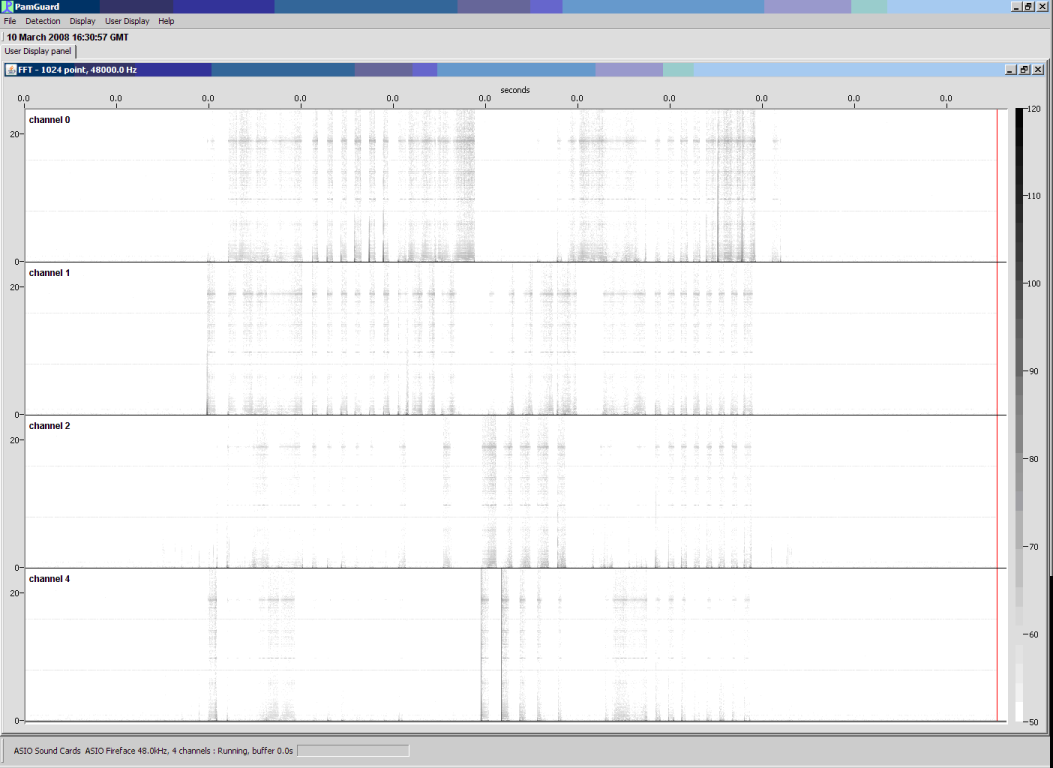 PamGuard
File Detection Display User Display Help
10 March 2008 16:30:57 GMT
User Display panel
FFT - 1024 point, 48000.0 Hz
seconds
0.0 0.0 0.0 0.0 0.0 0.0 0.0 0.0 0.0 0.0 0.0
channel 0
20
0
channel 1
20
0
channel 2
20
0
channel 4
20
0
120
110
100
90
80
70
60
50
ASIO Sound Cards ASIO Fireface 48.0kHz, 4 channels : Running, buffer 0.0s